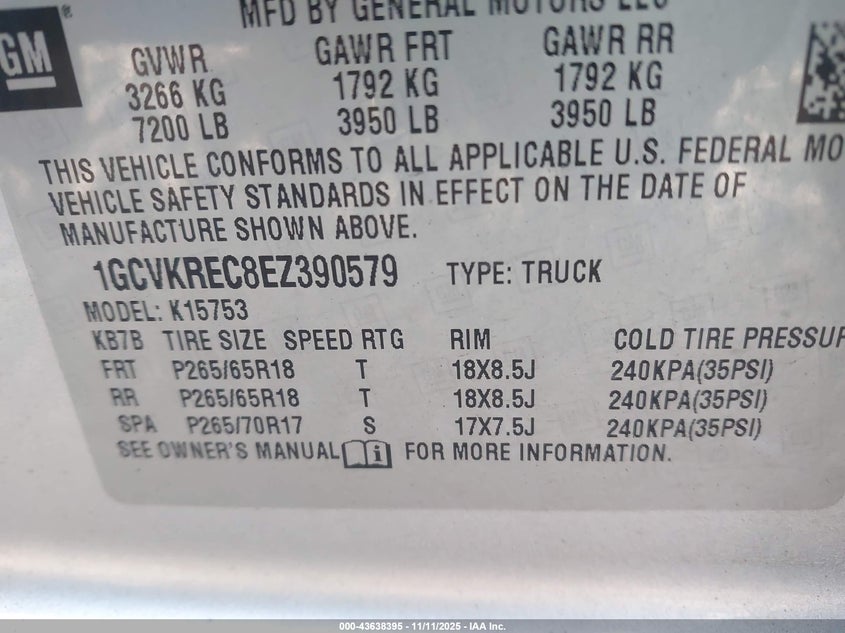 MFD BY GENERAL MOTORS LLC
GM ®
GVWR GAWR FRT GAWR RR
3266 KG 1792 KG 1792 KG
7200 LB 3950 LB 3950 LB
THIS VEHICLE CONFORMS TO ALL APPLICABLE U.S. FEDERAL MO
VEHICLE SAFETY STANDARDS IN EFFECT ON THE DATE OF
MANUFACTURE SHOWN ABOVE.
1GCVKREC8EZ390579 TYPE: TRUCK
MODEL: K15753
KB7B TIRE SIZE SPEED RTG RIM COLD TIRE PRESSUR
FRT P265/65R18 T 18X8.5J 240KPA(35PSI)
RR P265/65R18 T 18X8.5J 240KPA(35PSI)
SPA P265/70R17 S 17X7.5J 240KPA(35PSI)
SEE OWNER'S MANUAL i FOR MORE INFORMATION.
000-43638395 - 11/11/2025 - IAA Inc.